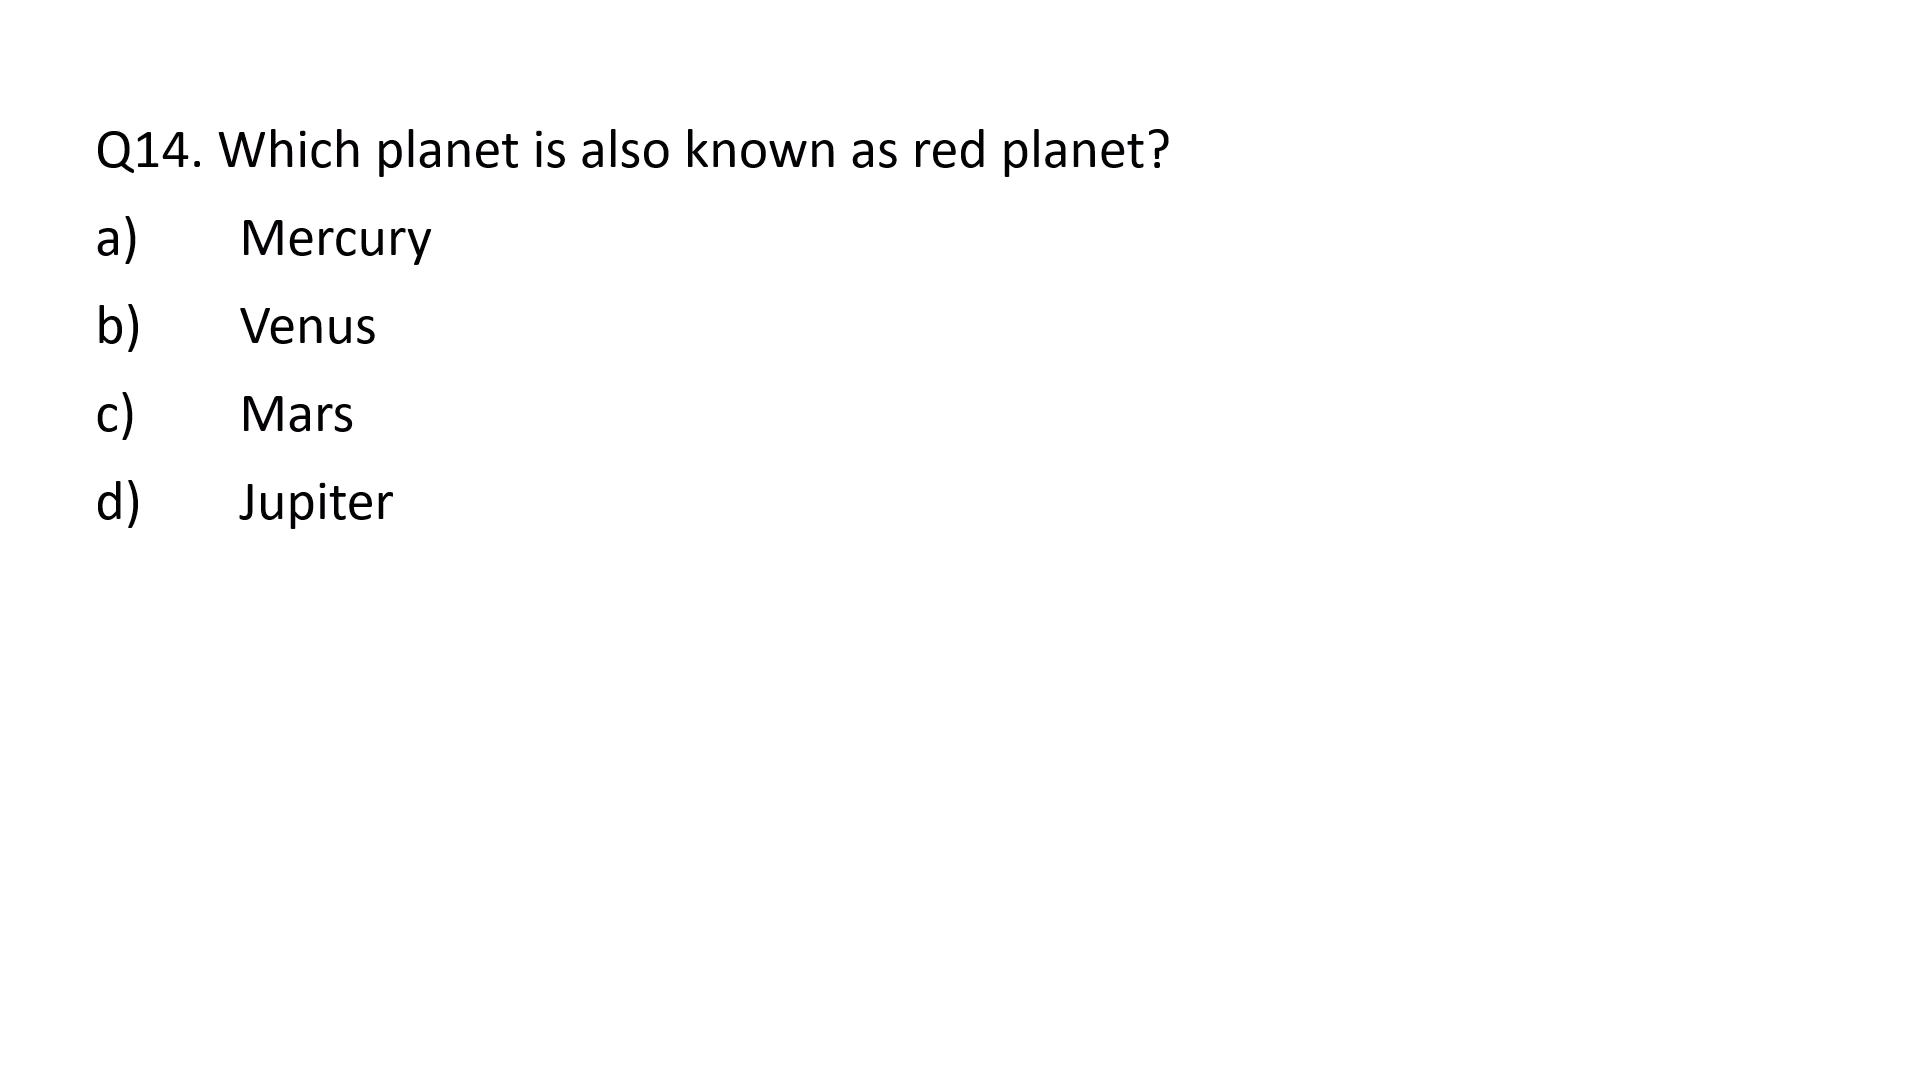 Q14. Which planet is also known as red planet?
a) Mercury
b) Venus
c) Mars
d) Jupiter